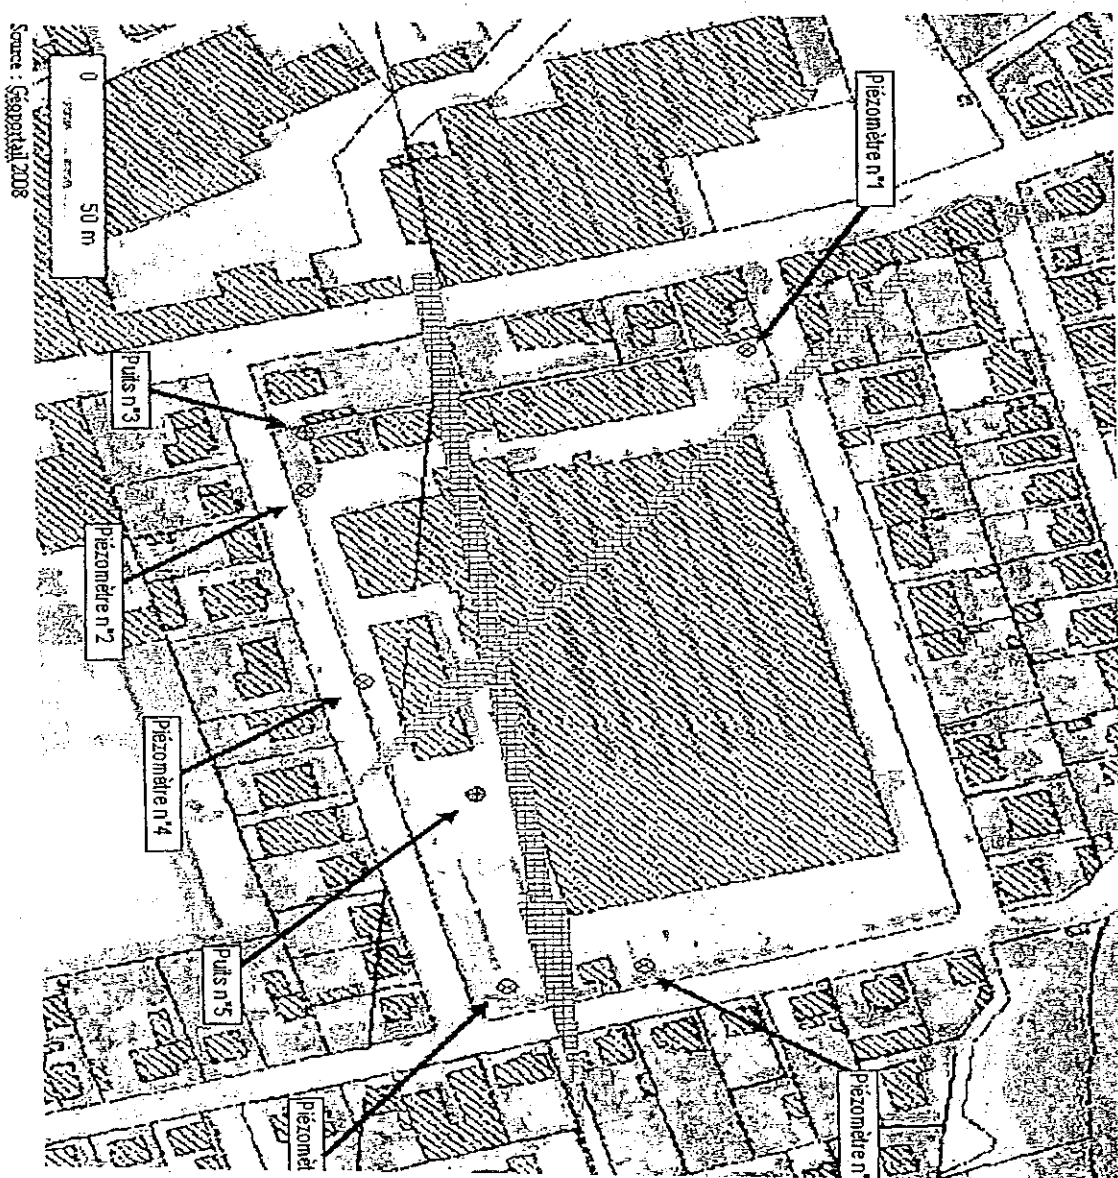 Piézomètre n°1
Puits n°3
Piézomètre n°2
Piézomètre n°4
Puits n°5
Piézomèt
Piézomètre n°
0
50 m
Source : Géoportail 2008